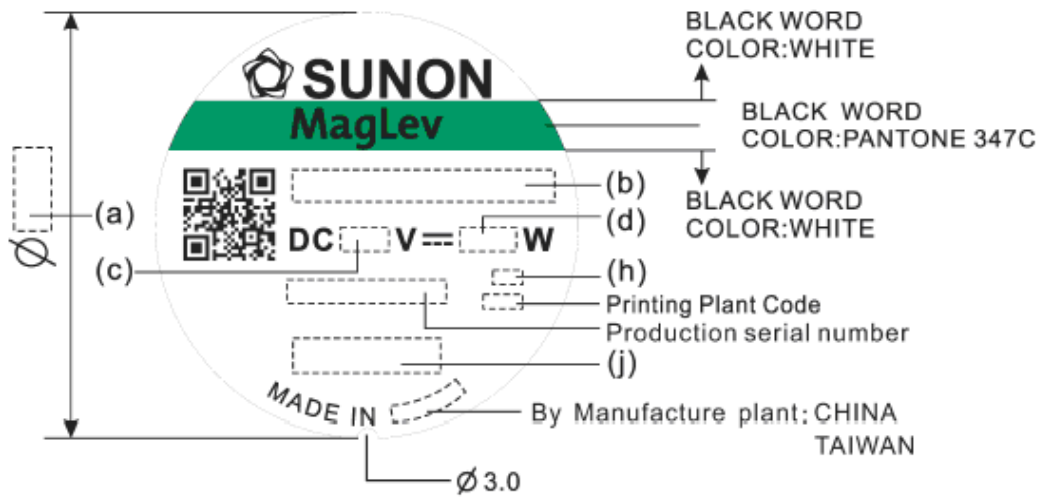 BLACK WORD
COLOR:WHITE
SUNON
MagLev
BLACK WORD
COLOR:PANTONE 347C
(a)
Ø
(b)
BLACK WORD
COLOR:WHITE
(d)
DC V W
(c)
(h)
Printing Plant Code
Production serial number
(j)
MADE IN
By Manufacture plant: CHINA
TAIWAN
Ø 3.0